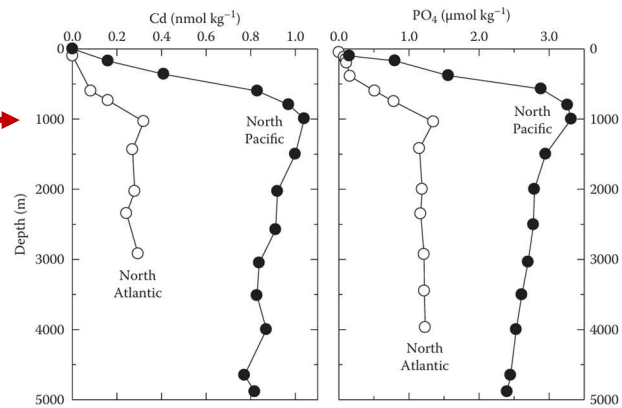 Cd (nmol kg⁻¹)
0.0 0.2 0.4 0.6 0.8 1.0
0
1000
2000
3000
4000
5000
Depth (m)
North
Pacific
North
Atlantic
PO₄ (μmol kg⁻¹)
0.0 1.0 2.0 3.0
0
1000
2000
3000
4000
5000
North
Pacific
North
Atlantic